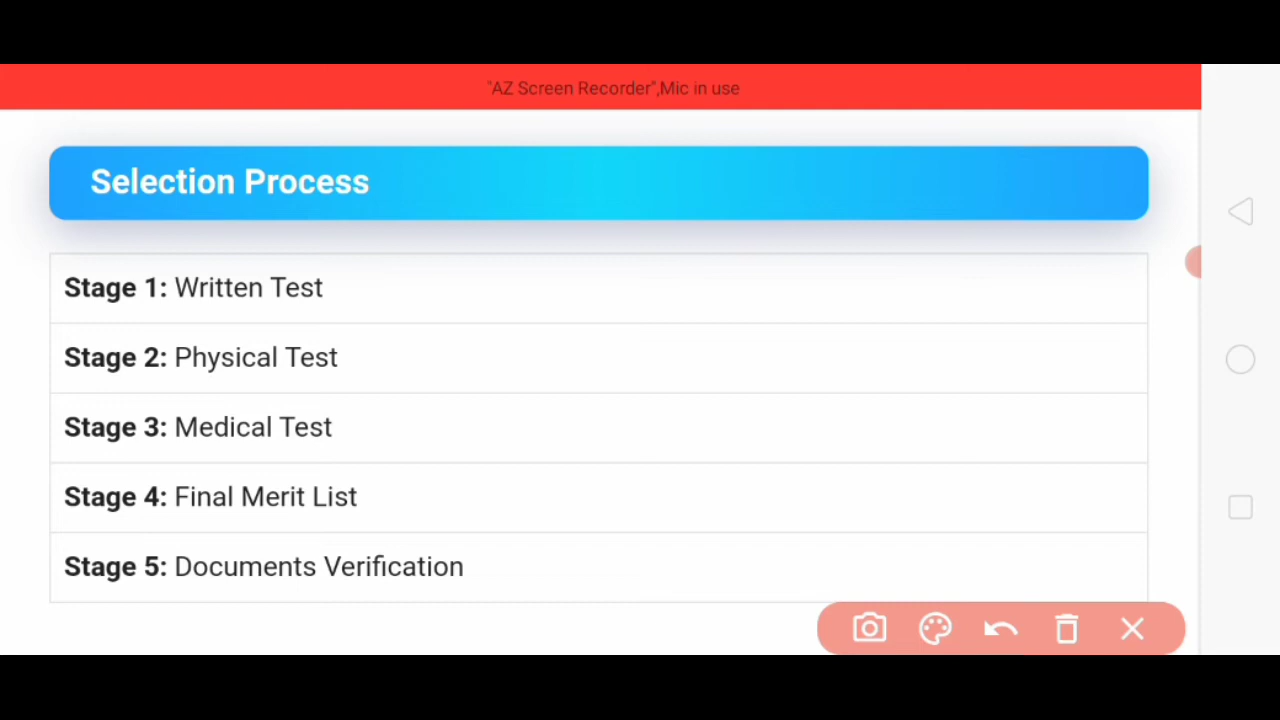 "AZ Screen Recorder",Mic in use
Selection Process
Stage 1: Written Test
Stage 2: Physical Test
Stage 3: Medical Test
Stage 4: Final Merit List
Stage 5: Documents Verification